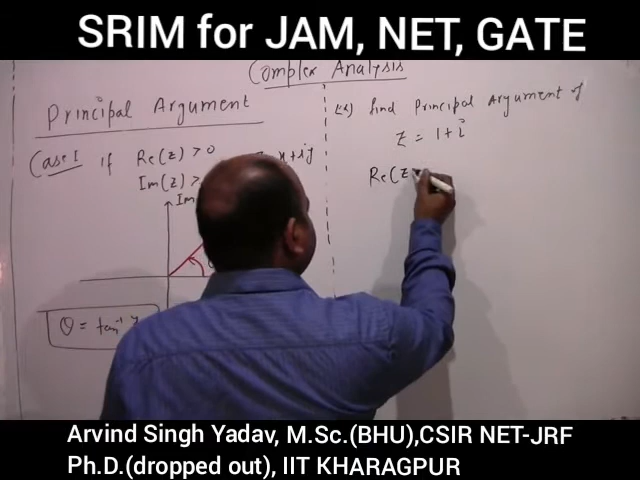 SRIM for JAM, NET, GATE
Complex Analysis
Principal Argument
Case I if Re(z) > 0
Im(z) >
x+iy
Im
θ = tan⁻¹
Ex) find Principal Argument of
z = 1+i
Re(z
Arvind Singh Yadav, M.Sc.(BHU),CSIR NET-JRF
Ph.D.(dropped out), IIT KHARAGPUR